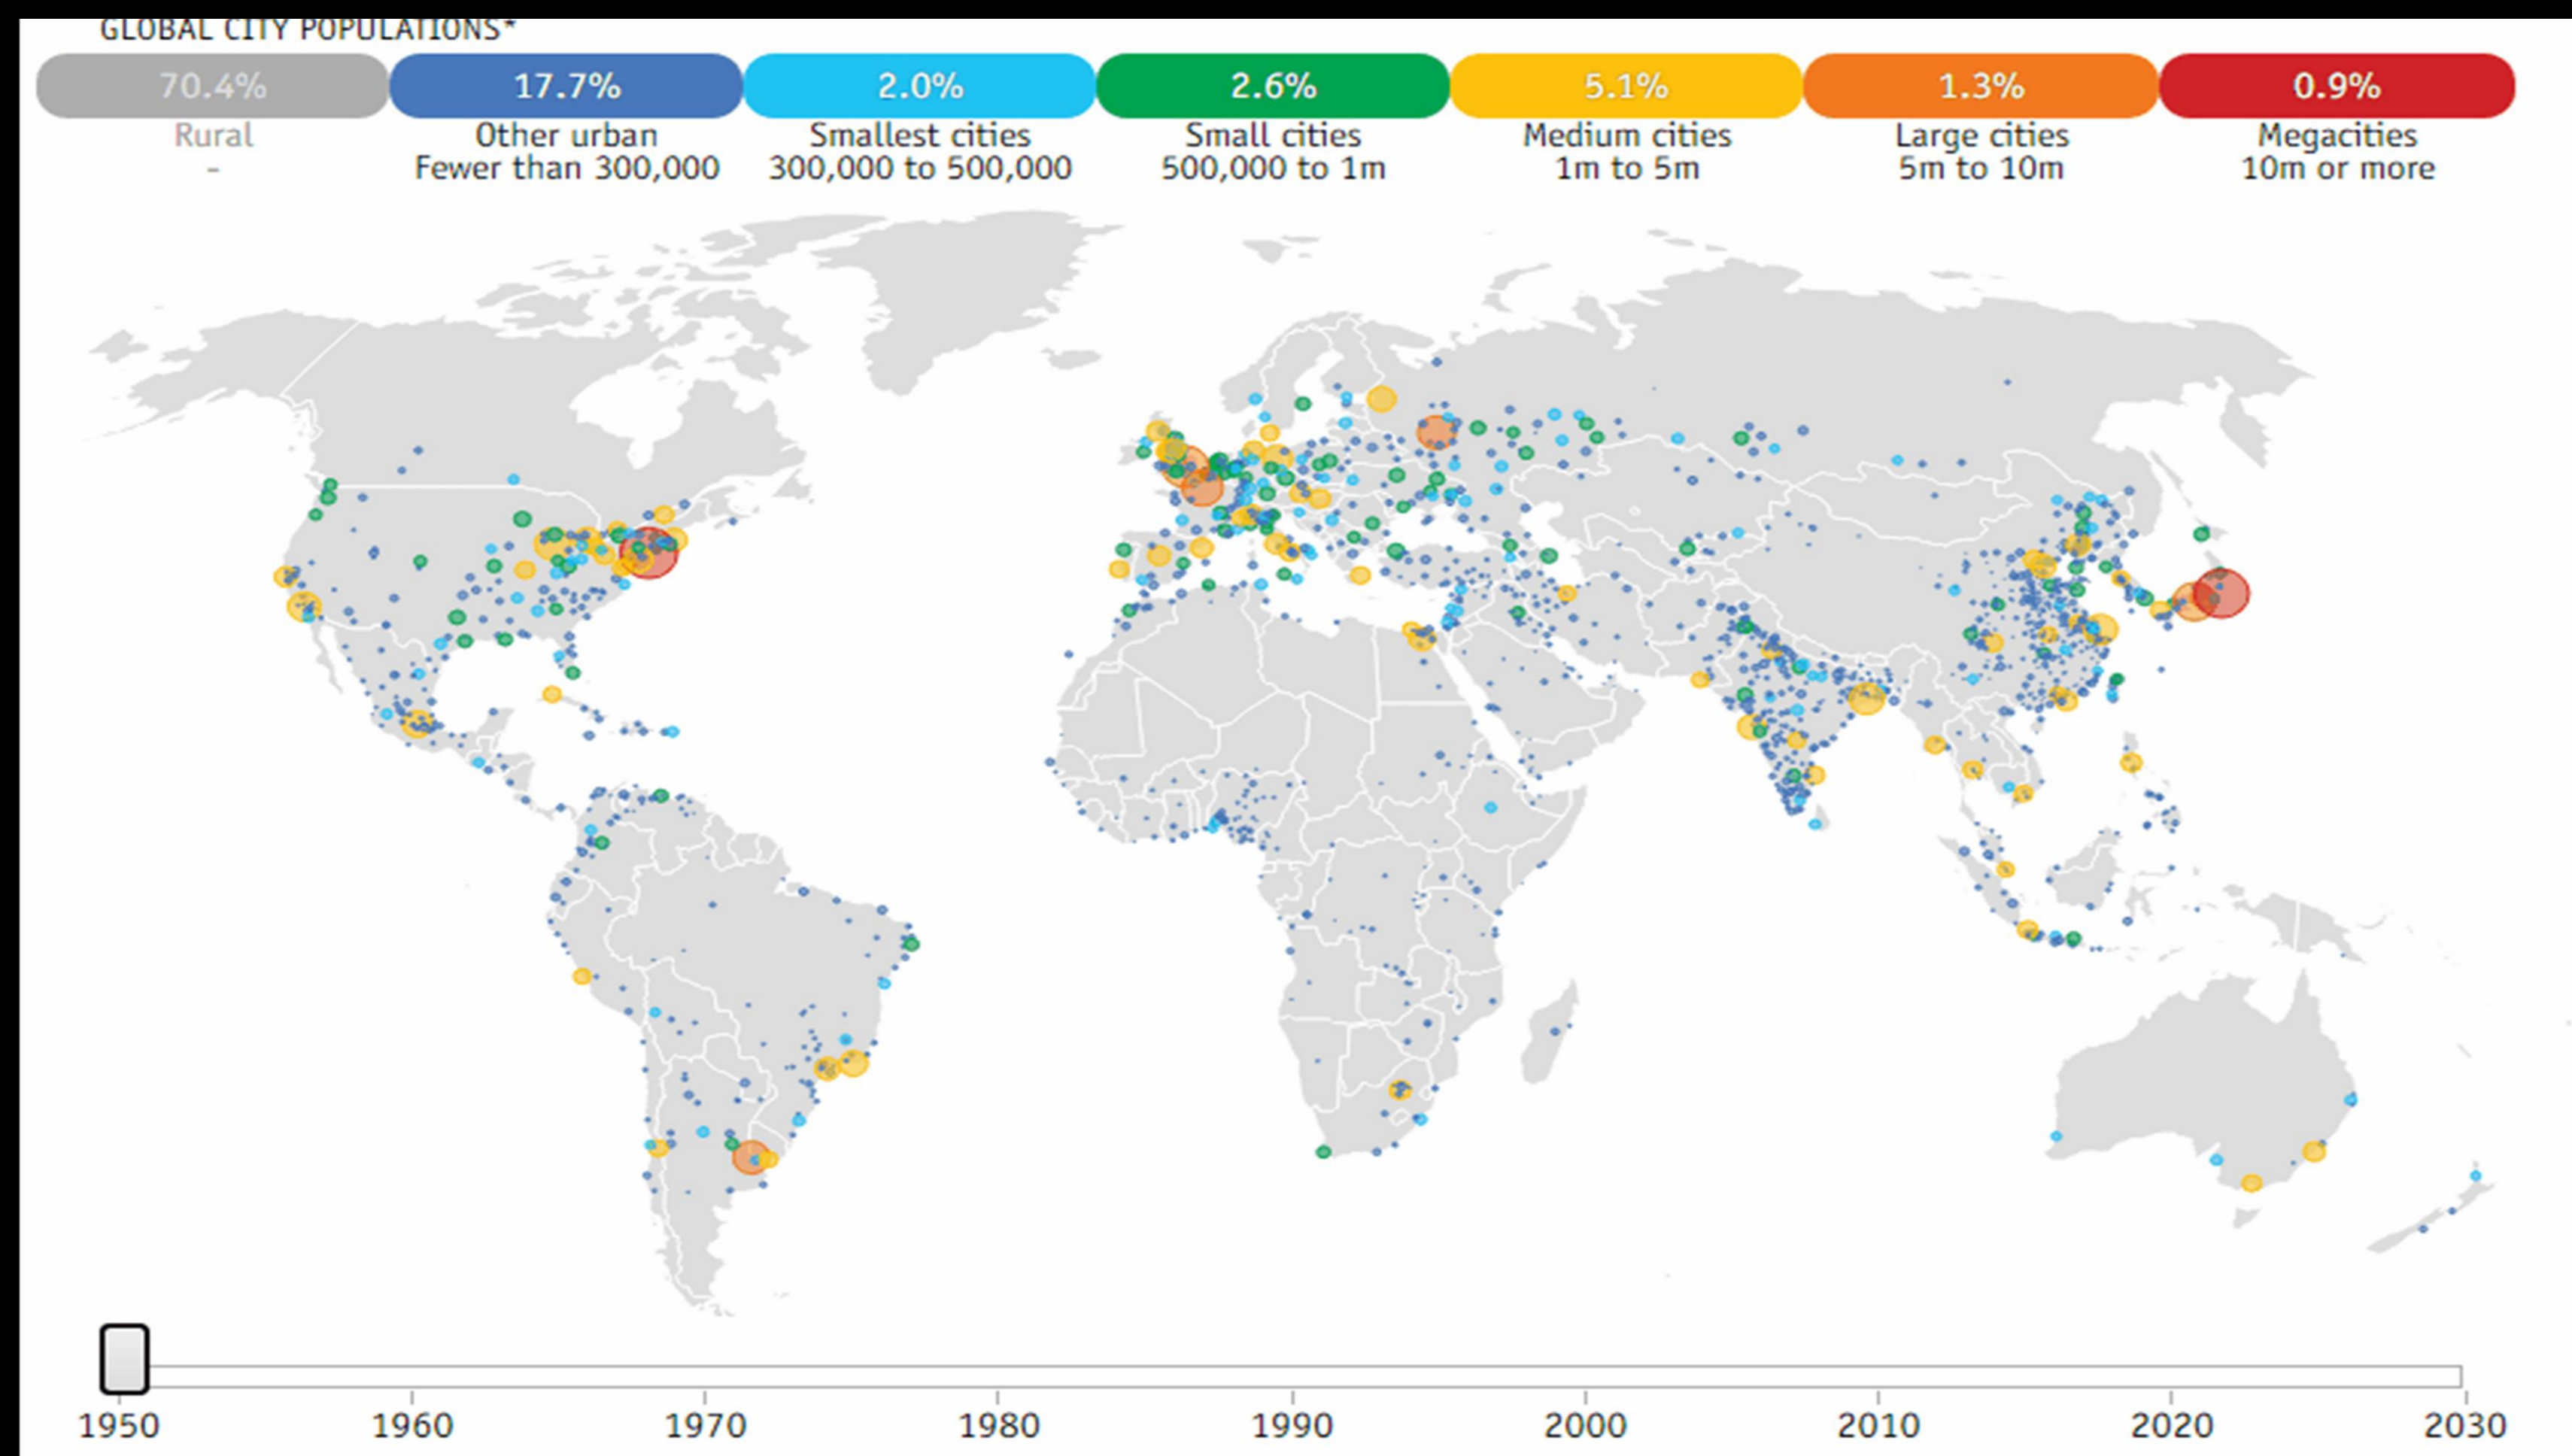 GLOBAL CITY POPULATIONS*
70.4% 17.7% 2.0% 2.6% 5.1% 1.3% 0.9%
Rural Other urban Smallest cities Small cities Medium cities Large cities Megacities
- Fewer than 300,000 300,000 to 500,000 500,000 to 1m 1m to 5m 5m to 10m 10m or more
1950 1960 1970 1980 1990 2000 2010 2020 2030